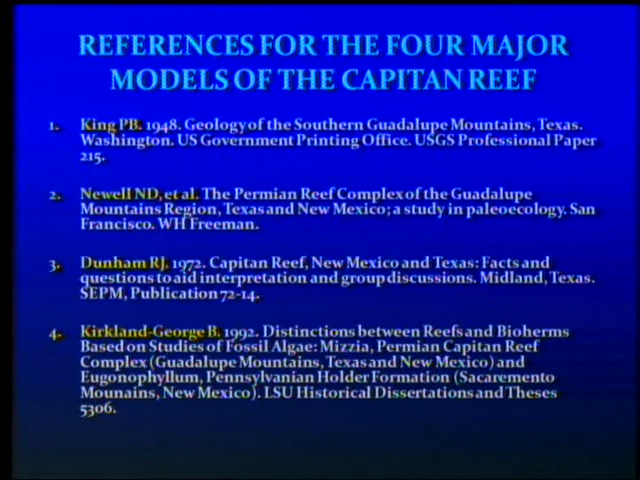 REFERENCES FOR THE FOUR MAJOR
MODELS OF THE CAPITAN REEF
1. King PB. 1948. Geology of the Southern Guadalupe Mountains, Texas.
Washington. US Government Printing Office. USGS Professional Paper
215.
2. Newell ND, et al. The Permian Reef Complex of the Guadalupe
Mountains Region, Texas and New Mexico; a study in paleoecology. San
Francisco. WH Freeman.
3. Dunham RJ. 1972. Capitan Reef, New Mexico and Texas: Facts and
questions to aid interpretation and group discussions. Midland, Texas.
SEPM, Publication 72-14.
4. Kirkland-George B. 1992. Distinctions between Reefs and Bioherms
Based on Studies of Fossil Algae: Mizzia, Permian Capitan Reef
Complex (Guadalupe Mountains, Texas and New Mexico) and
Eugonophyllum, Pennsylvanian Holder Formation (Sacaremento
Mounains, New Mexico). LSU Historical Dissertations and Theses
5306.